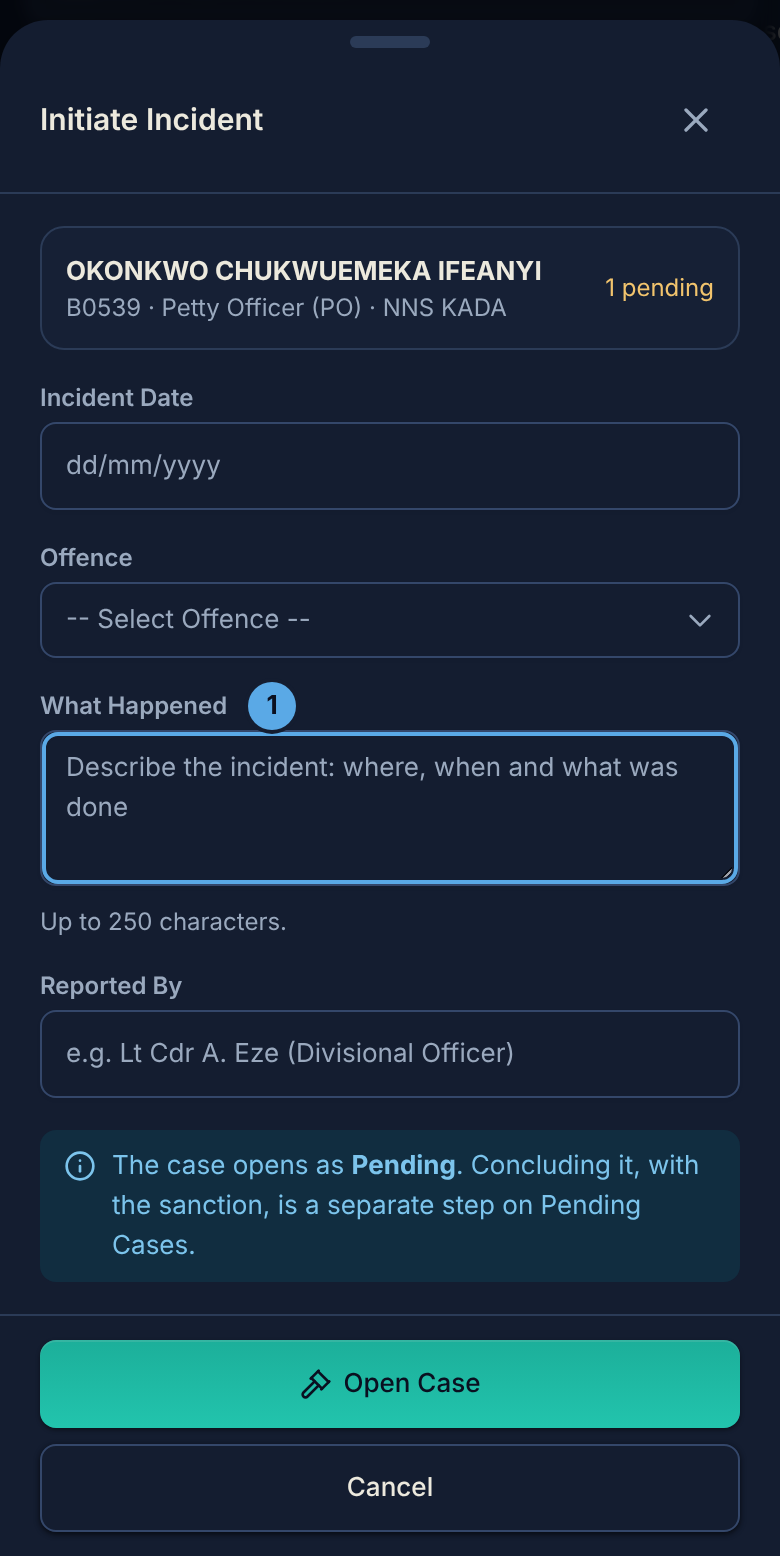 Initiate Incident
OKONKWO CHUKWUEMEKA IFEANYI
1 pending
B0539 · Petty Officer (PO) · NNS KADA
Incident Date
dd/mm/yyyy
Offence
-- Select Offence --
What Happened 1
Describe the incident: where, when and what was
done
Up to 250 characters.
Reported By
e.g. Lt Cdr A. Eze (Divisional Officer)
The case opens as Pending. Concluding it, with
the sanction, is a separate step on Pending
Cases.
Open Case
Cancel